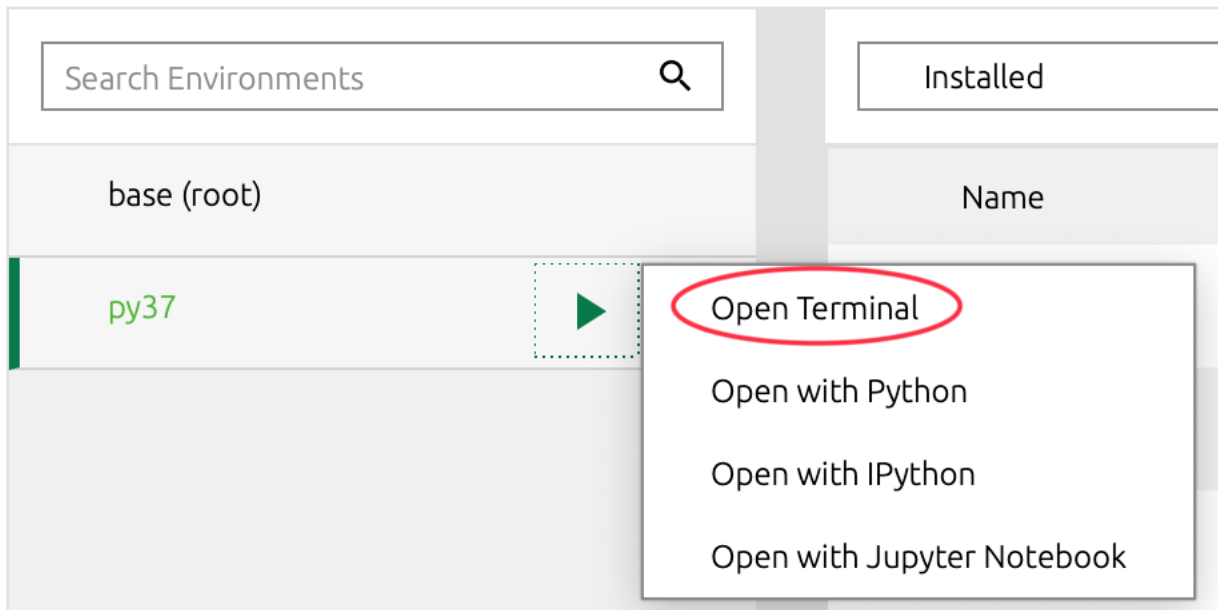 Search Environments
Installed
base (root)
Name
py37
Open Terminal
Open with Python
Open with IPython
Open with Jupyter Notebook